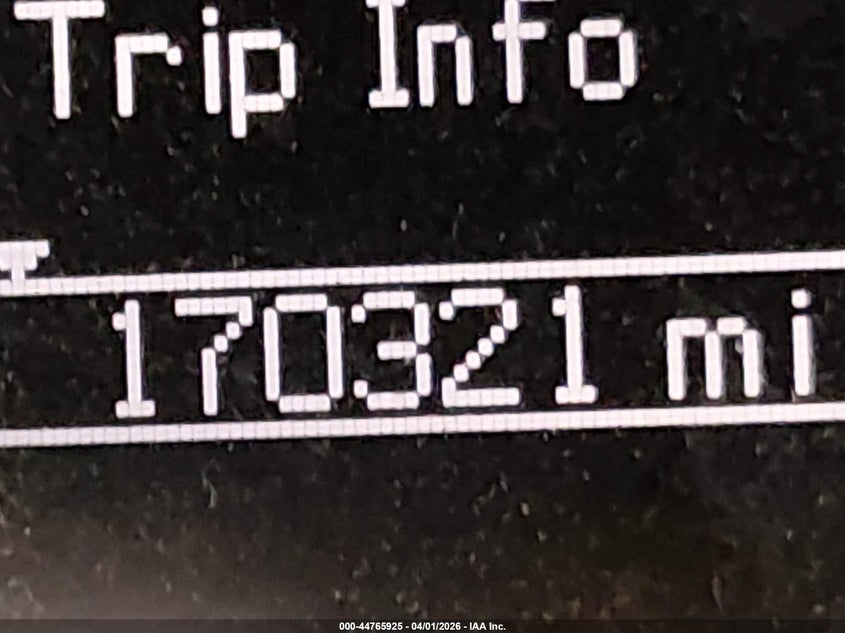 Trip Info
170321 mi
000-44765925 - 04/01/2026 - IAA Inc.